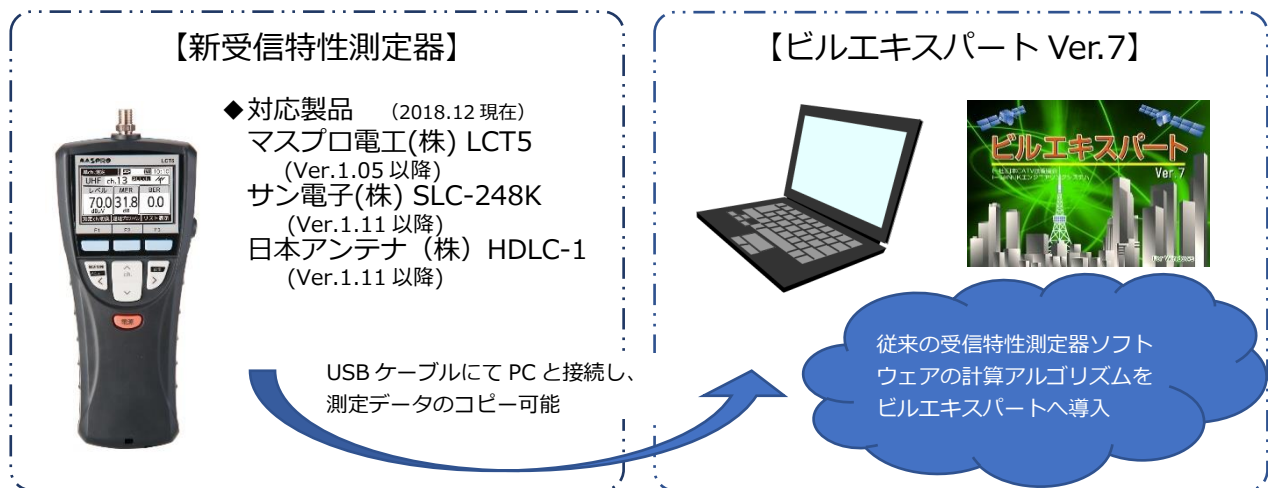 【新受信特性測定器】
◆対応製品 （2018.12 現在）
マスプロ電工(株) LCT5
(Ver.1.05 以降)
サン電子(株) SLC-248K
(Ver.1.11 以降)
日本アンテナ（株）HDLC-1
(Ver.1.11 以降)
MASPRO LCT5
UHF ch.13
レベル MER BER
70.0 31.8 0.0
dBμV dB
F1 F2 F3
電源
USB ケーブルにて PC と接続し、
測定データのコピー可能
【ビルエキスパート Ver.7】
ビルエキスパート
Ver.7
for Windows
従来の受信特性測定器ソフト
ウェアの計算アルゴリズムを
ビルエキスパートへ導入